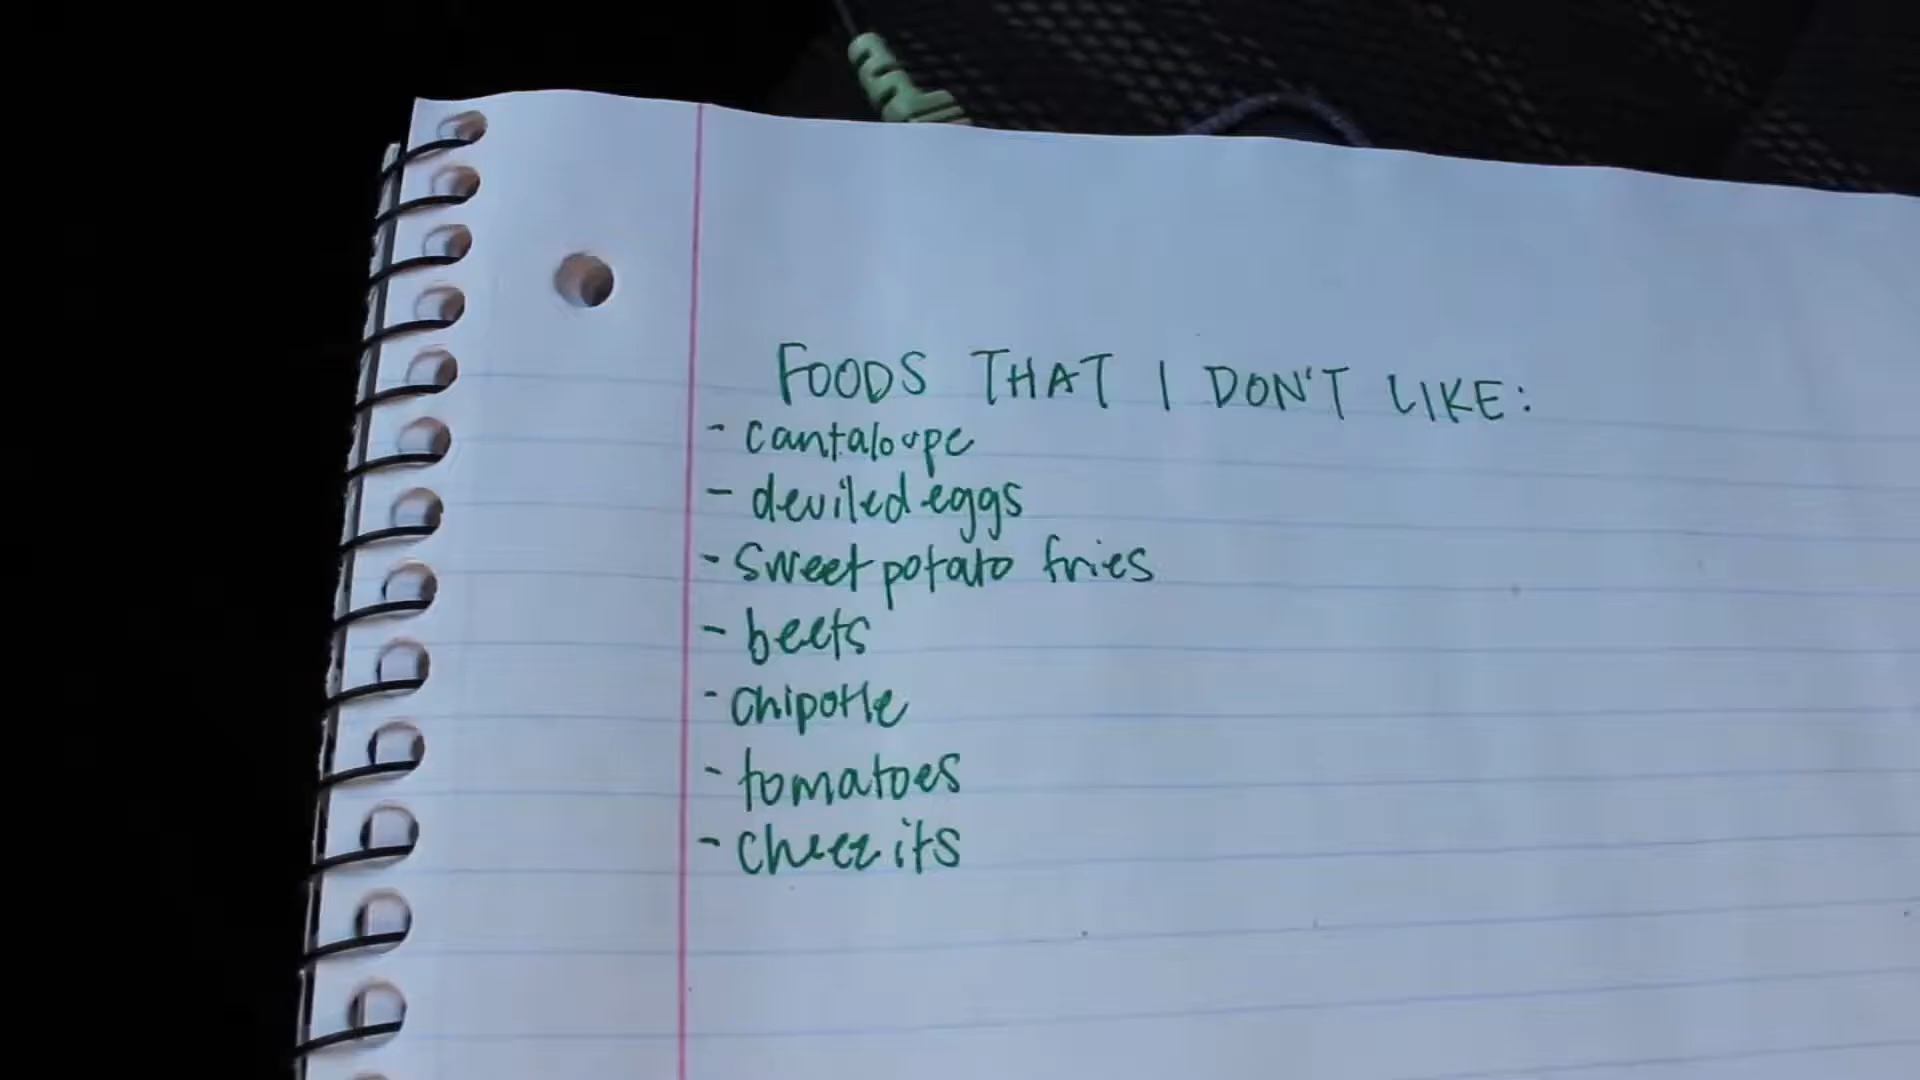 FOODS THAT I DON'T LIKE:
- cantaloupe
- deviled eggs
- sweet potato fries
- beets
- chipotle
- tomatoes
- cheez its